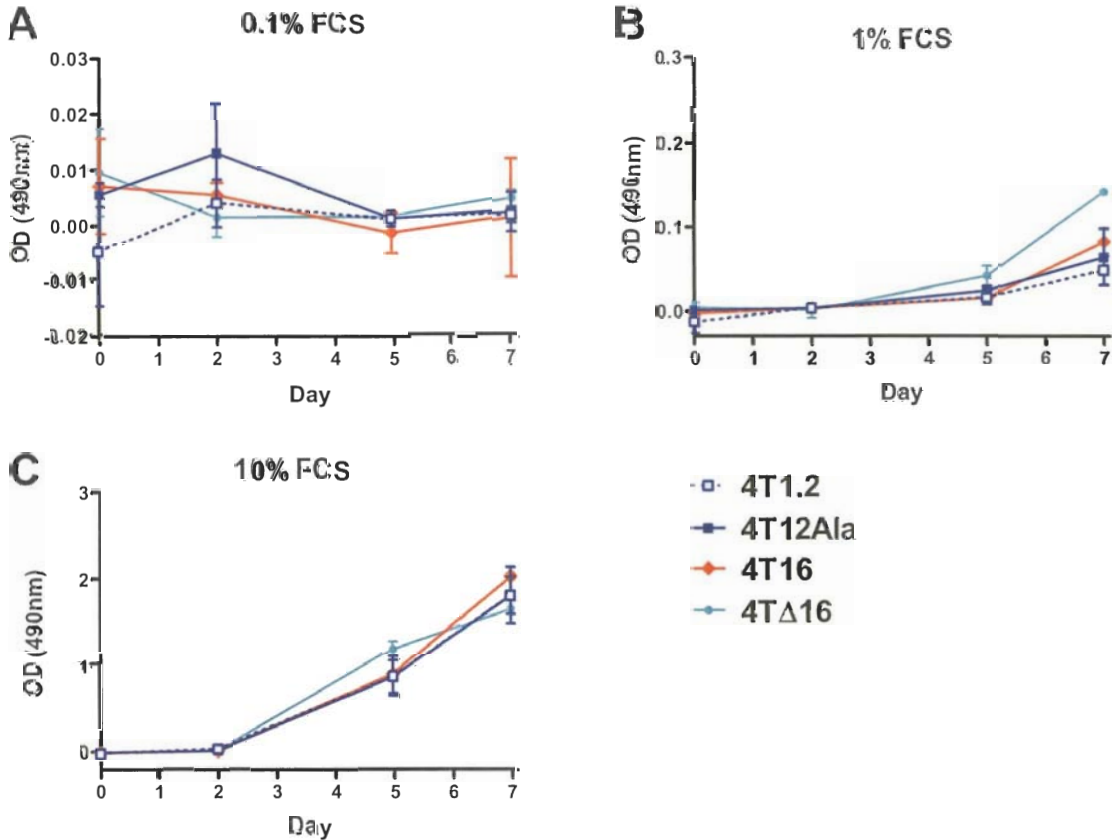 A
0.1% FCS
0.03
0.02
0.01
0.00
-0.01
-0.02
OD (490nm)
0 1 2 3 4 5 6 7
Day
B
1% FCS
0.3
0.2
0.1
0.0
OD (490nm)
0 1 2 3 4 5 6 7
Day
C
10% FCS
3
2
1
0
OD (490nm)
0 1 2 3 4 5 6 7
Day
4T1.2
4T12Ala
4T16
4TΔ16